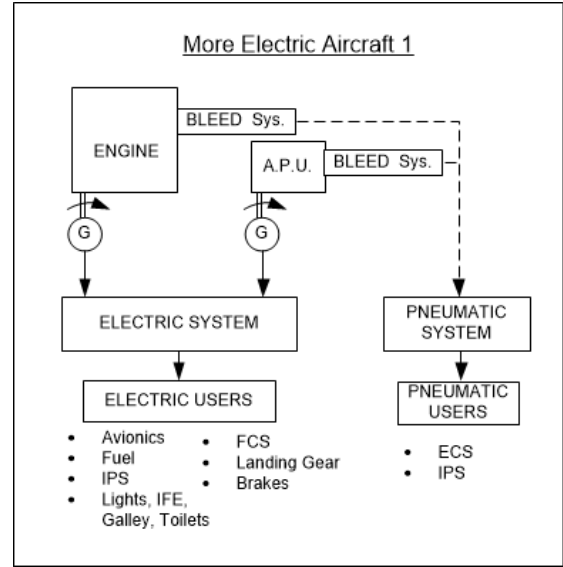 More Electric Aircraft 1
BLEED Sys.
ENGINE
A.P.U.
BLEED Sys.
G
G
ELECTRIC SYSTEM
PNEUMATIC
SYSTEM
ELECTRIC USERS
PNEUMATIC
USERS
• Avionics
• Fuel
• IPS
• Lights, IFE,
Galley, Toilets
• FCS
• Landing Gear
• Brakes
• ECS
• IPS